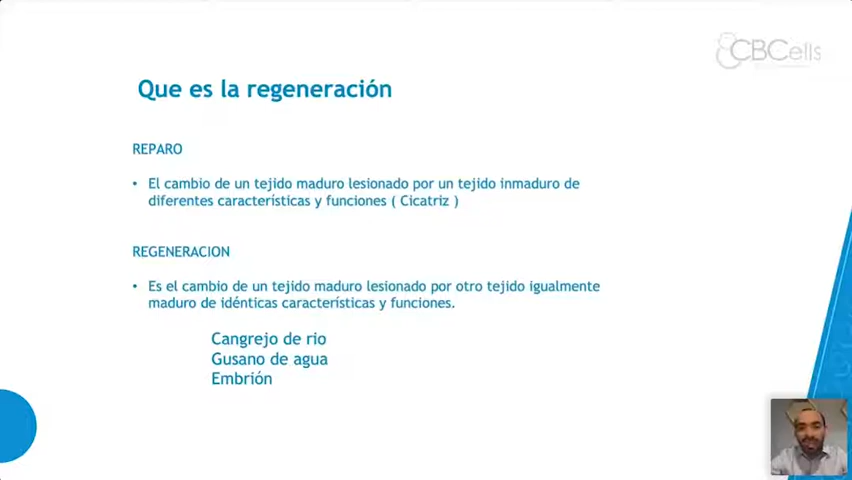 CBCells
Que es la regeneración
REPARO
• El cambio de un tejido maduro lesionado por un tejido inmaduro de
diferentes características y funciones ( Cicatriz )
REGENERACION
• Es el cambio de un tejido maduro lesionado por otro tejido igualmente
maduro de idénticas características y funciones.
Cangrejo de rio
Gusano de agua
Embrión